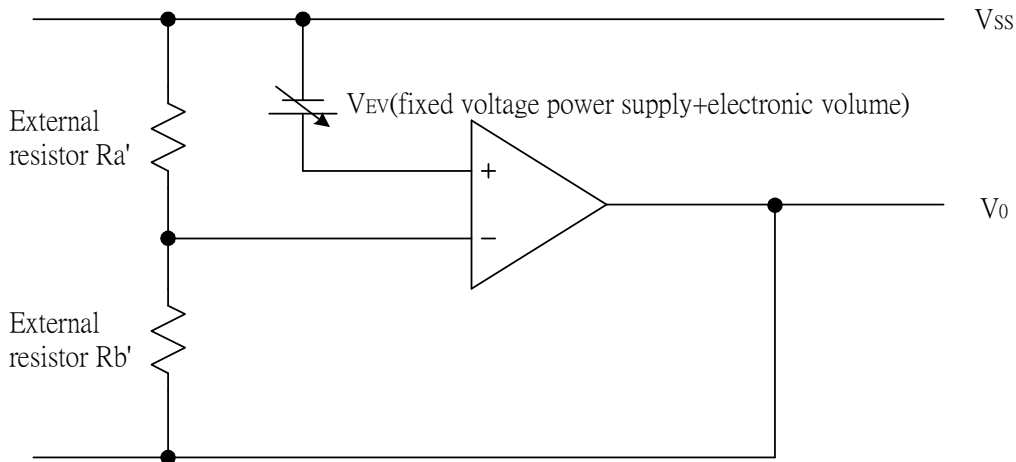 VSS
VEV(fixed voltage power supply+electronic volume)
External
resistor Ra'
+
V0
−
External
resistor Rb'